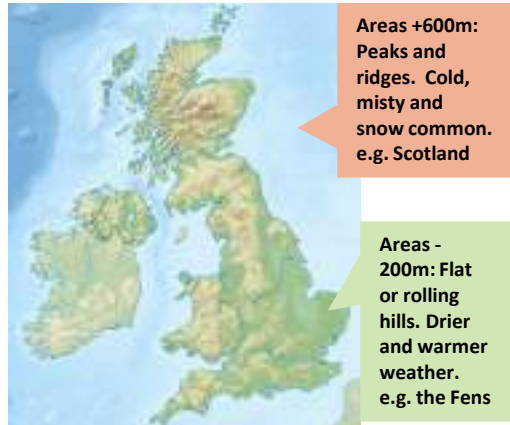 Areas +600m:
Peaks and
ridges. Cold,
misty and
snow common.
e.g. Scotland
Areas -
200m: Flat
or rolling
hills. Drier
and warmer
weather.
e.g. the Fens